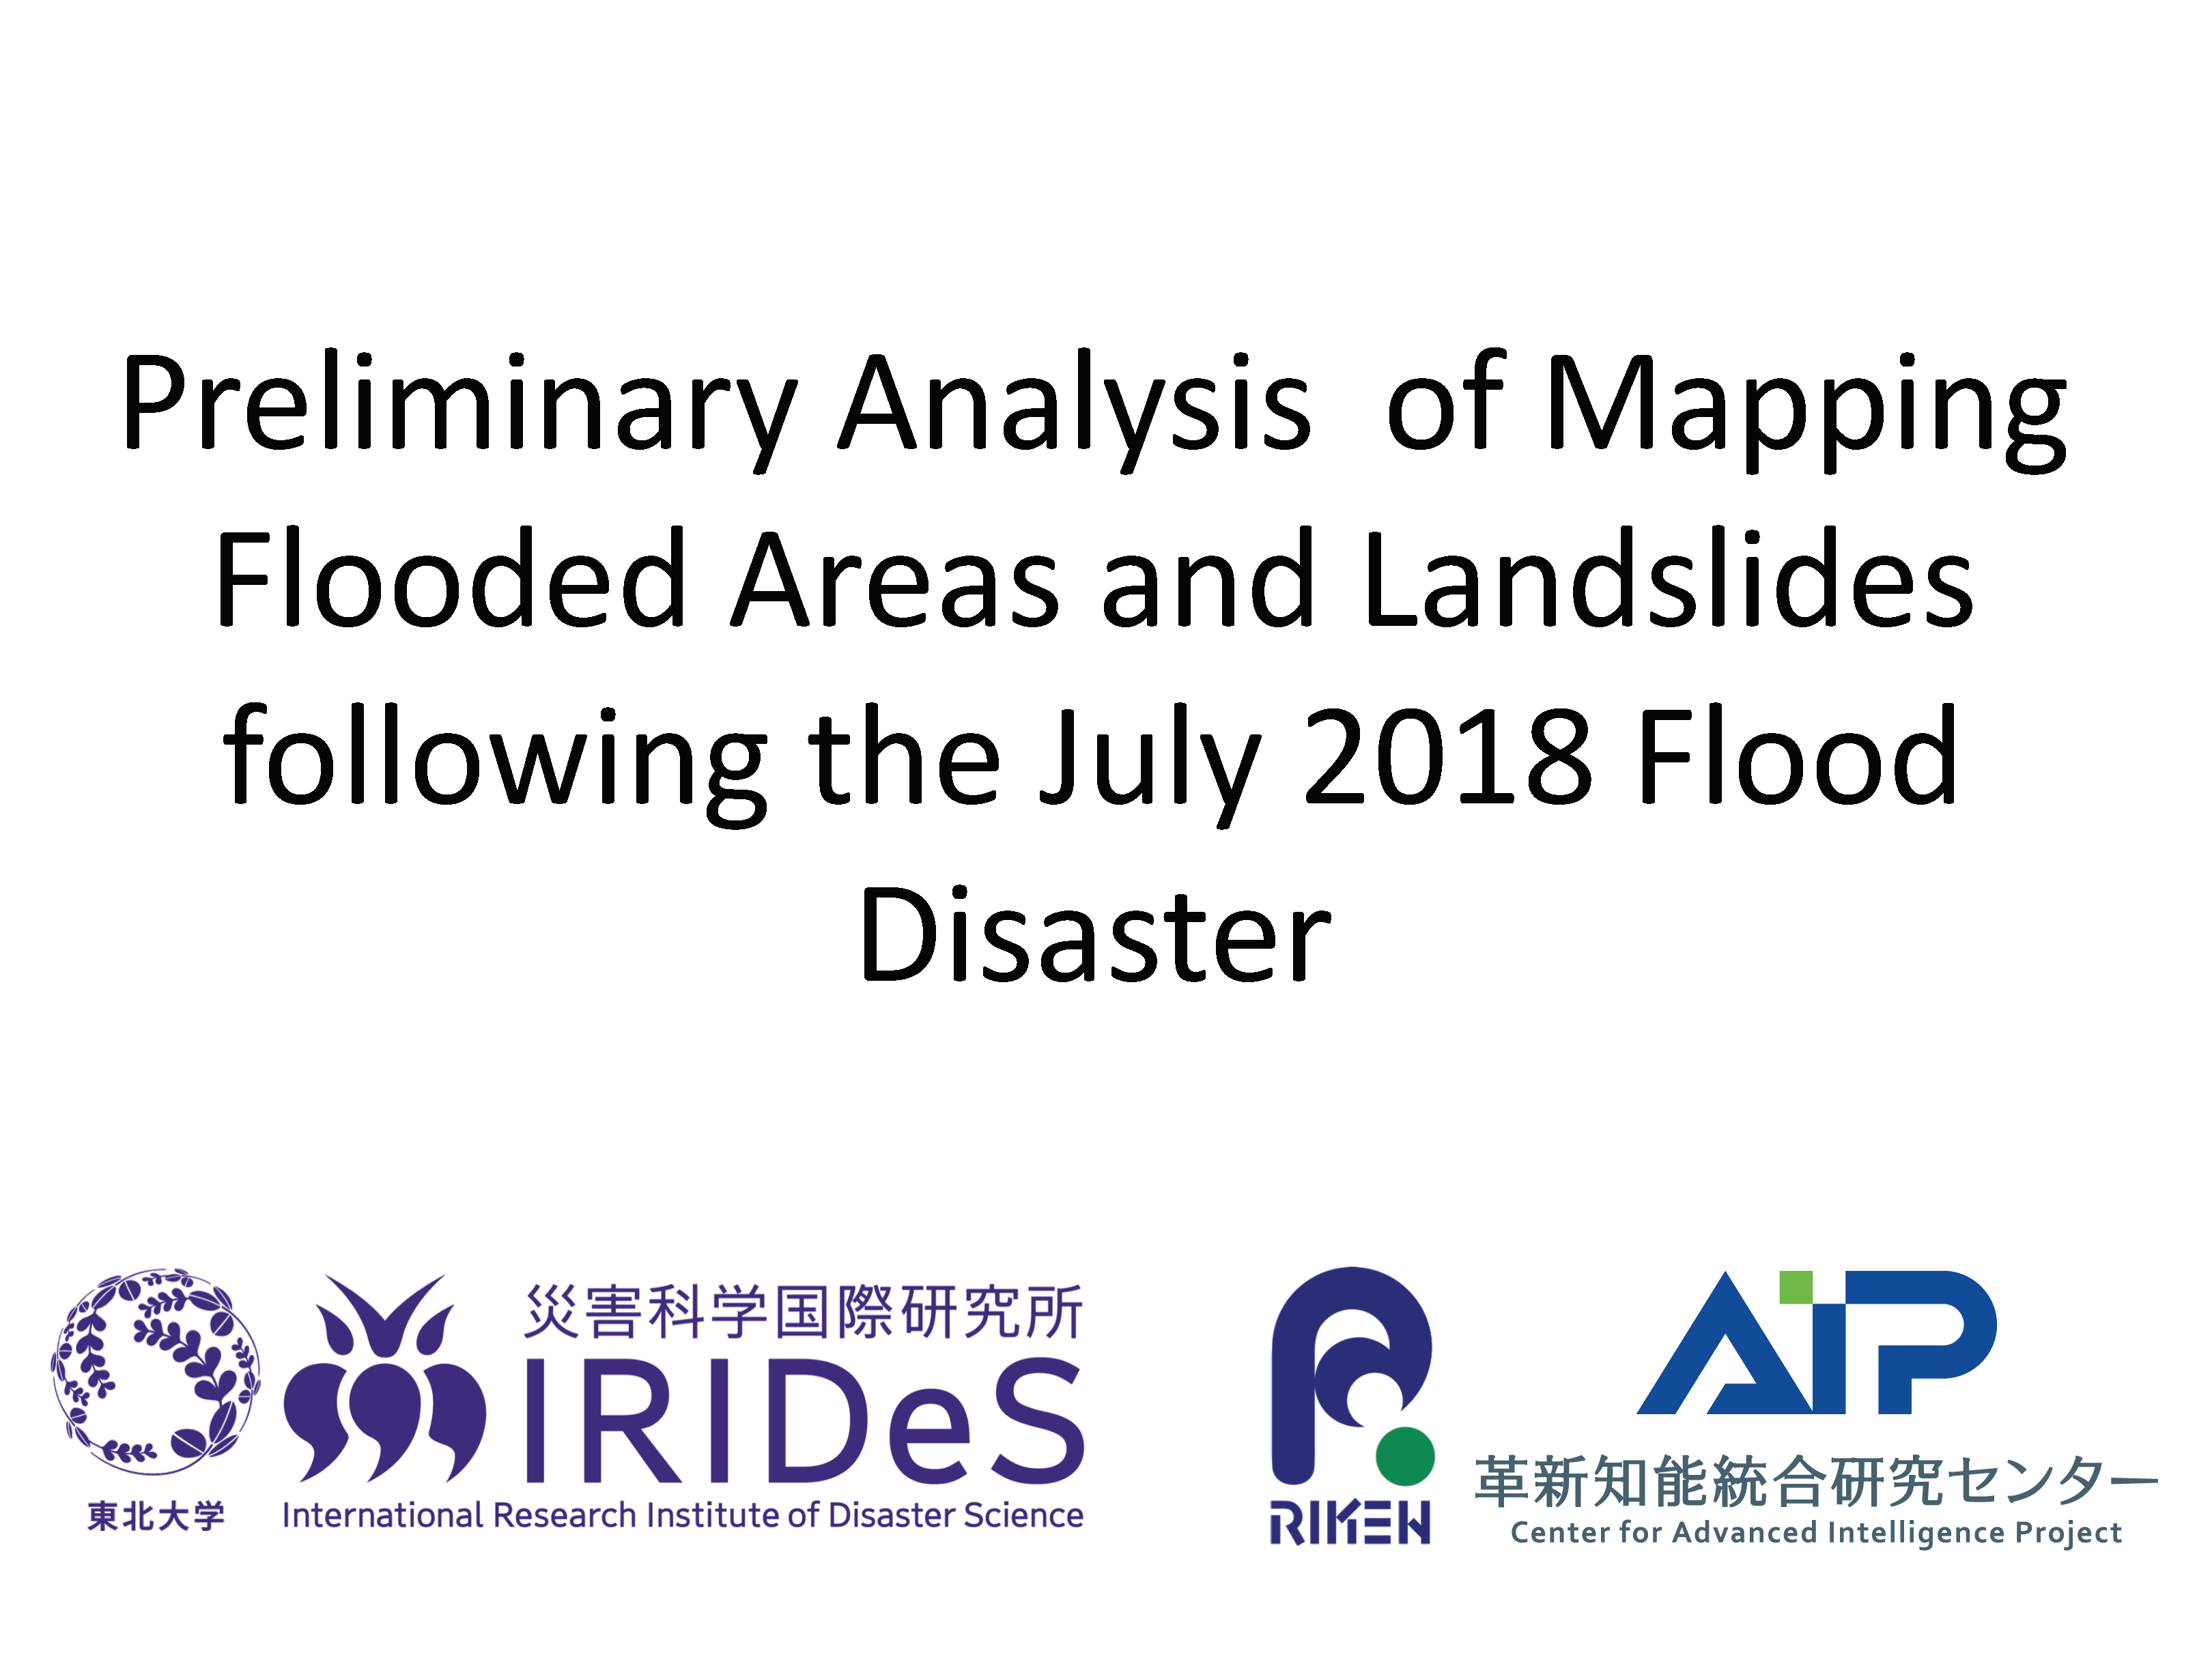 Preliminary Analysis  of Mapping
Flooded Areas and Landslides
following the July 2018 Flood
Disaster
東北大学
災害科学国際研究所
IRIDeS
International Research Institute of Disaster Science
RIKEN
AIP
革新知能統合研究センター
Center for Advanced Intelligence Project